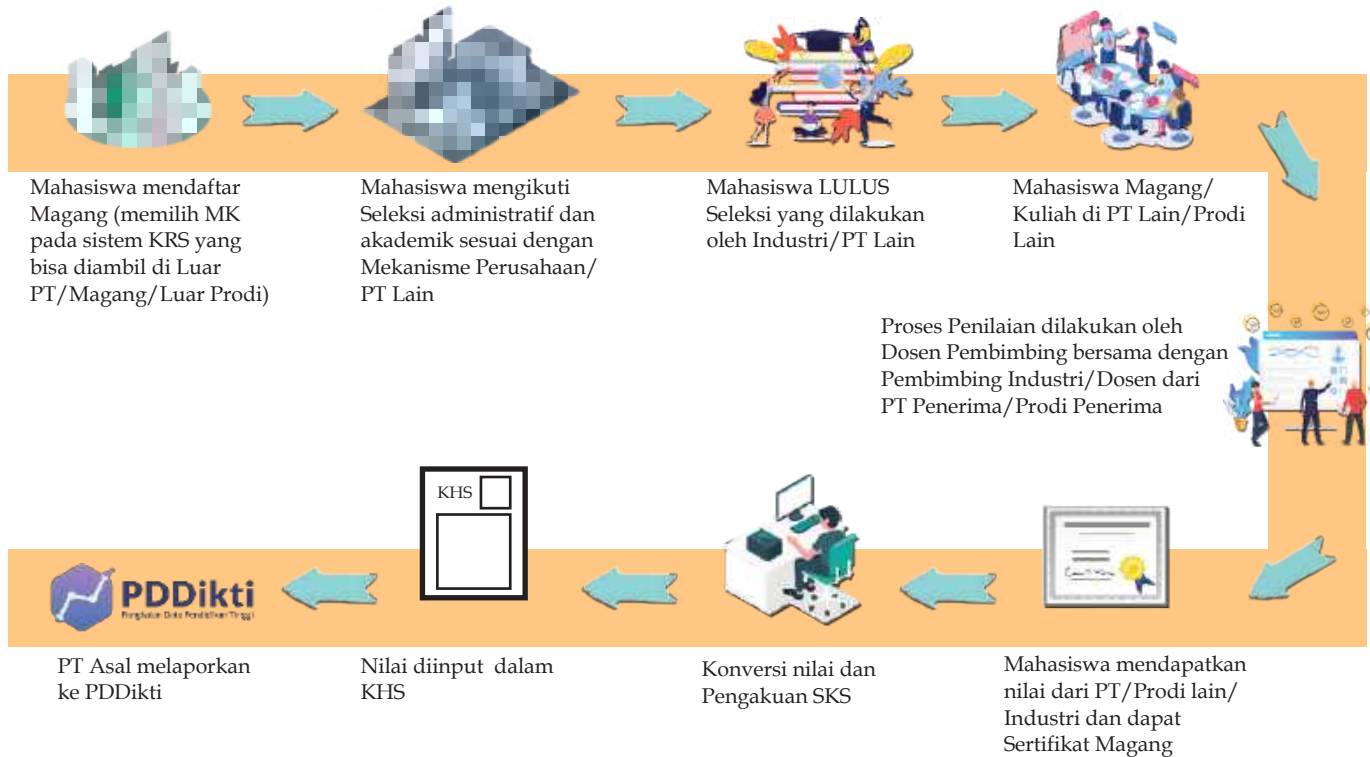 Mahasiswa mendaftar
Magang (memilih MK
pada sistem KRS yang
bisa diambil di Luar
PT/Magang/Luar Prodi)
Mahasiswa mengikuti
Seleksi administratif dan
akademik sesuai dengan
Mekanisme Perusahaan/
PT Lain
Mahasiswa LULUS
Seleksi yang dilakukan
oleh Industri/PT Lain
Mahasiswa Magang/
Kuliah di PT Lain/Prodi
Lain
Proses Penilaian dilakukan oleh
Dosen Pembimbing bersama dengan
Pembimbing Industri/Dosen dari
PT Penerima/Prodi Penerima
Mahasiswa mendapatkan
nilai dari PT/Prodi lain/
Industri dan dapat
Sertifikat Magang
Konversi nilai dan
Pengakuan SKS
KHS
Nilai diinput dalam
KHS
PDDikti
Pangkalan Data Pendidikan Tinggi
PT Asal melaporkan
ke PDDikti